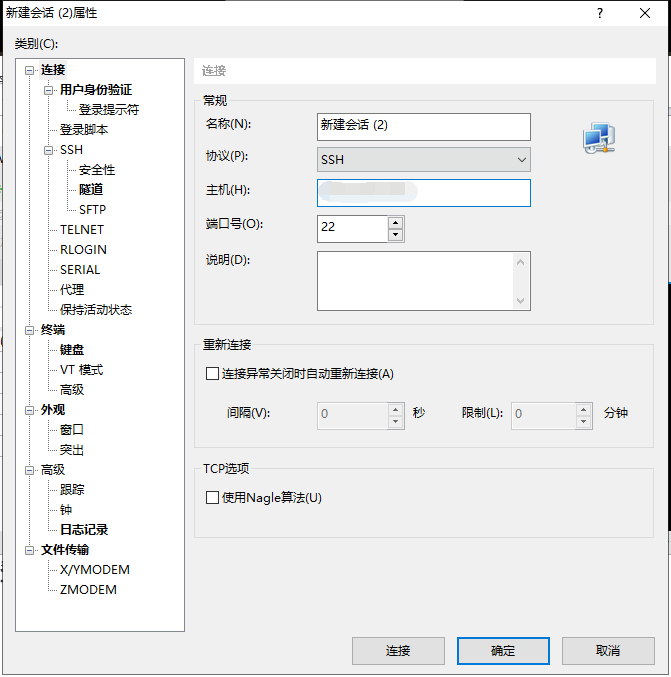 新建会话 (2)属性
?
类别(C):
连接
用户身份验证
登录提示符
登录脚本
SSH
安全性
隧道
SFTP
TELNET
RLOGIN
SERIAL
代理
保持活动状态
终端
键盘
VT 模式
高级
外观
窗口
突出
高级
跟踪
钟
日志记录
文件传输
X/YMODEM
ZMODEM
连接
常规
名称(N): 新建会话 (2)
协议(P): SSH
主机(H):
端口号(O): 22
说明(D):
重新连接
连接异常关闭时自动重新连接(A)
间隔(V): 0 秒 限制(L): 0 分钟
TCP选项
使用Nagle算法(U)
连接 确定 取消